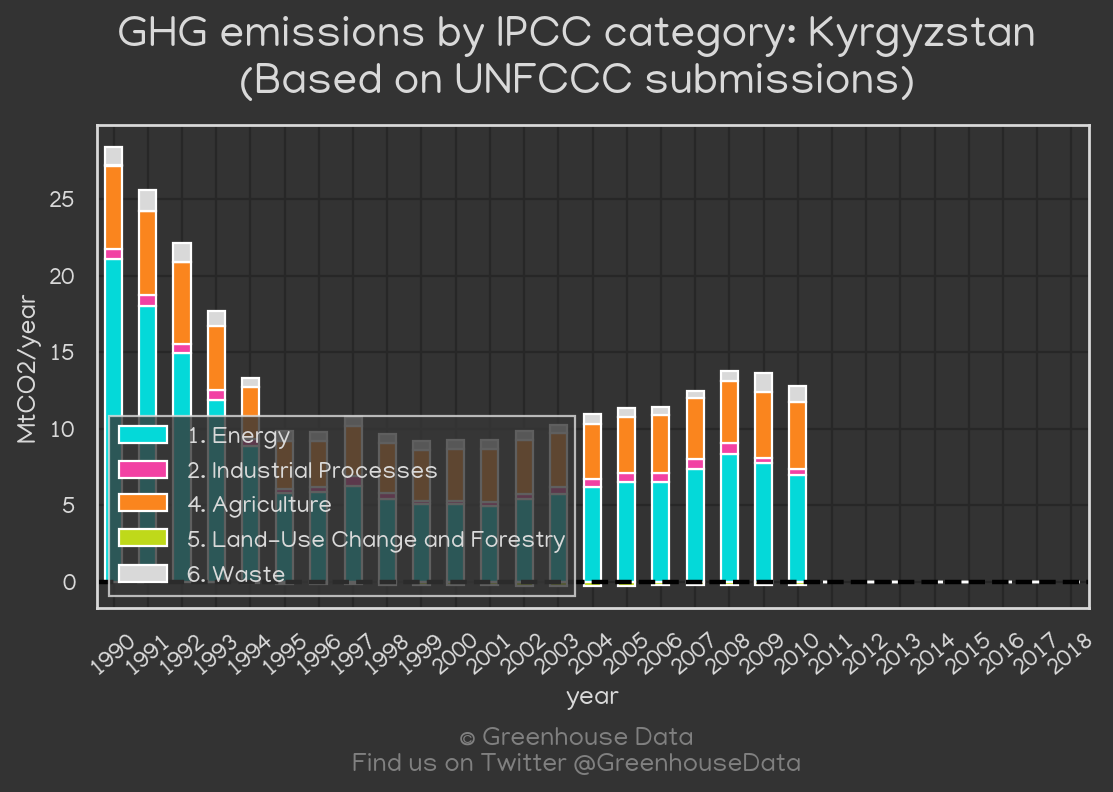 GHG emissions by IPCC category: Kyrgyzstan
(Based on UNFCCC submissions)
MtCO2/year
25
20
15
10
5
0
1. Energy
2. Industrial Processes
4. Agriculture
5. Land-Use Change and Forestry
6. Waste
1990 1991 1992 1993 1994 1995 1996 1997 1998 1999 2000 2001 2002 2003 2004 2005 2006 2007 2008 2009 2010 2011 2012 2013 2014 2015 2016 2017 2018
year
© Greenhouse Data
Find us on Twitter @GreenhouseData